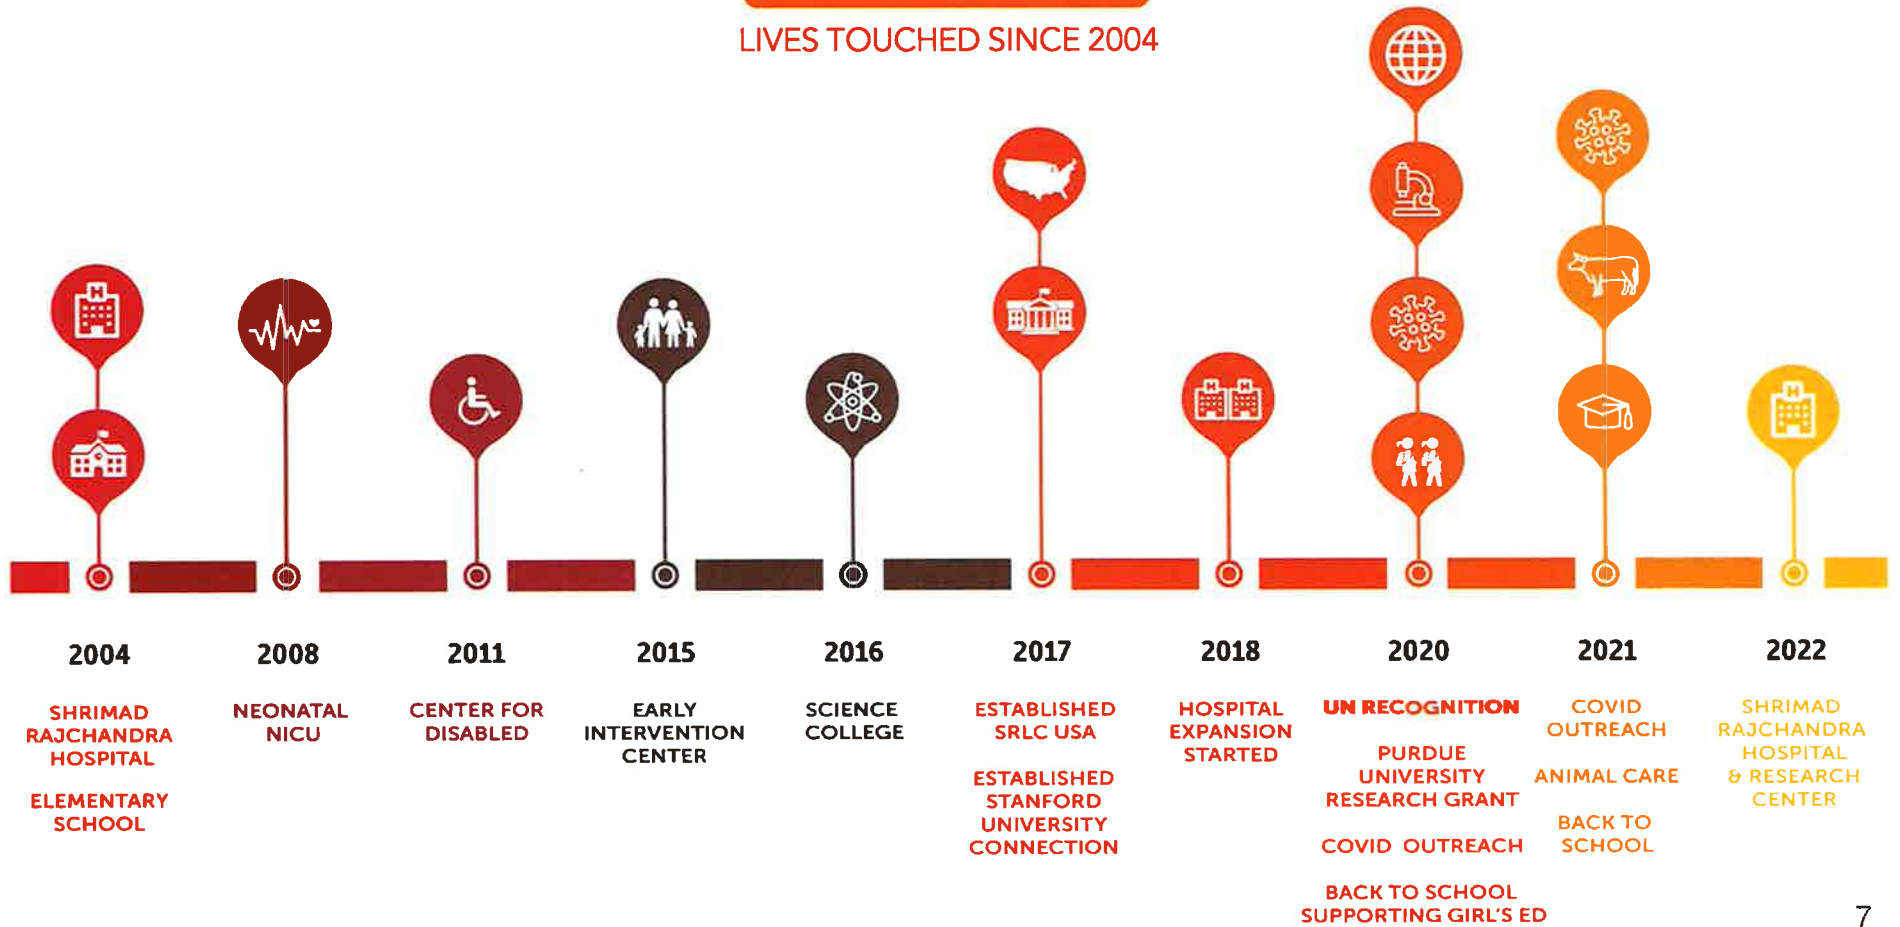 LIVES TOUCHED SINCE 2004
2004
SHRIMAD
RAJCHANDRA
HOSPITAL
ELEMENTARY
SCHOOL
2008
NEONATAL
NICU
2011
CENTER FOR
DISABLED
2015
EARLY
INTERVENTION
CENTER
2016
SCIENCE
COLLEGE
2017
ESTABLISHED
SRLC USA
ESTABLISHED
STANFORD
UNIVERSITY
CONNECTION
2018
HOSPITAL
EXPANSION
STARTED
2020
UN RECOGNITION
PURDUE
UNIVERSITY
RESEARCH GRANT
COVID OUTREACH
BACK TO SCHOOL
SUPPORTING GIRL'S ED
2021
COVID
OUTREACH
ANIMAL CARE
BACK TO
SCHOOL
2022
SHRIMAD
RAJCHANDRA
HOSPITAL
& RESEARCH
CENTER
7